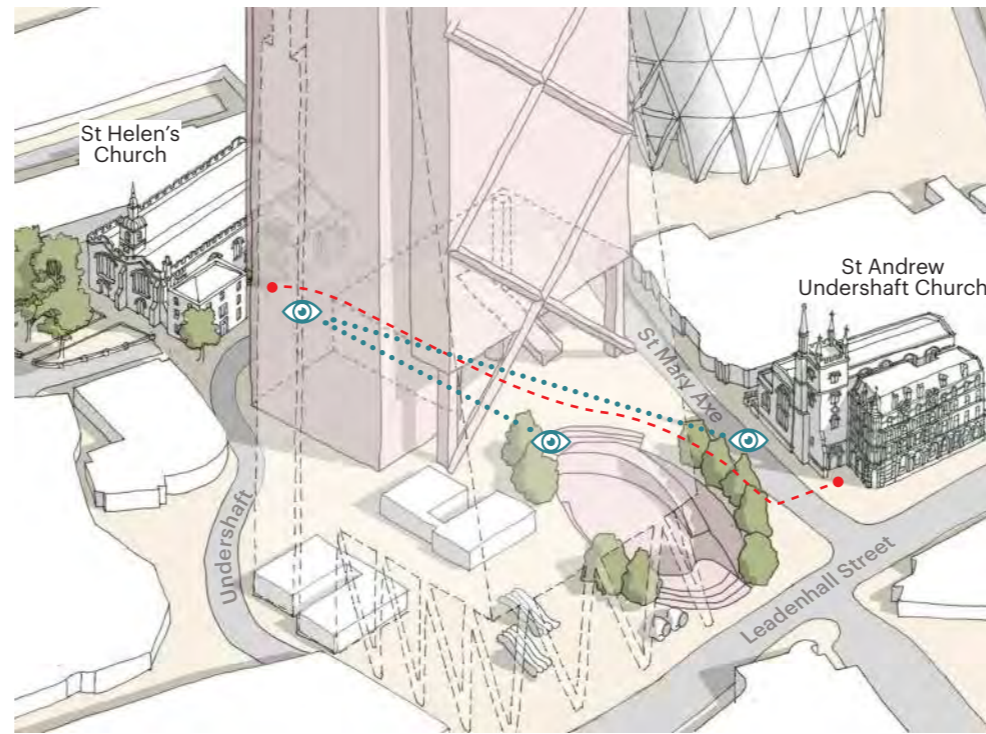 St Helen's
Church
St Andrew
Undershaft Church
St Mary Axe
Undershaft
Leadenhall Street